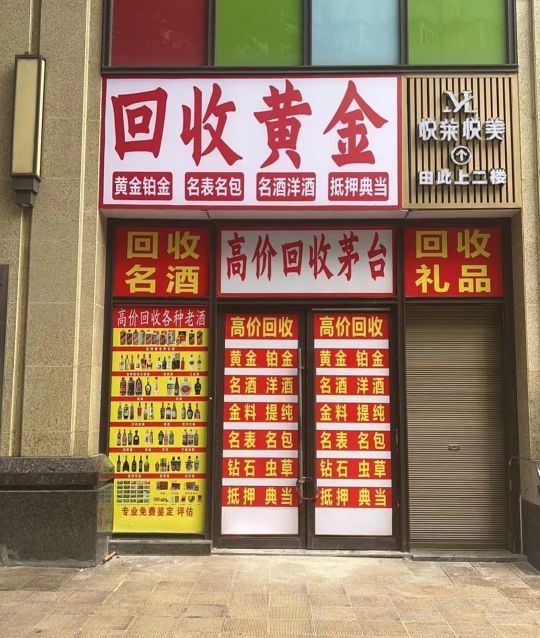 回收黄金
黄金铂金 名表名包 名酒洋酒 抵押典当
悦莱悦美
由此上二楼
回收
名酒
高价回收茅台
回收
礼品
高价回收各种老酒
专业免费鉴定 评估
高价回收
黄金 铂金
名酒 洋酒
金料 提纯
名表 名包
钻石 虫草
抵押 典当
高价回收
黄金 铂金
名酒 洋酒
金料 提纯
名表 名包
钻石 虫草
抵押 典当